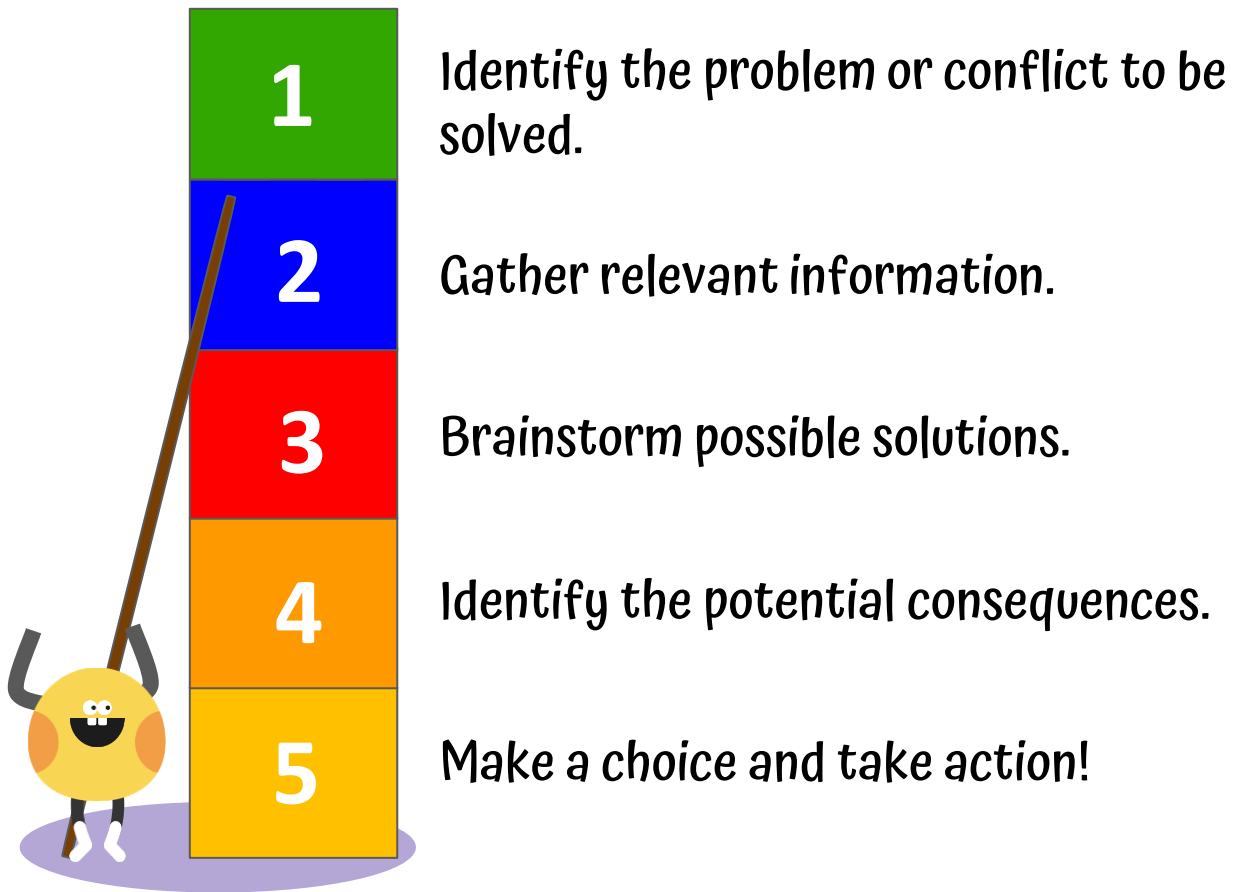 1
Identify the problem or conflict to be
solved.
2
Gather relevant information.
3
Brainstorm possible solutions.
4
Identify the potential consequences.
5
Make a choice and take action!